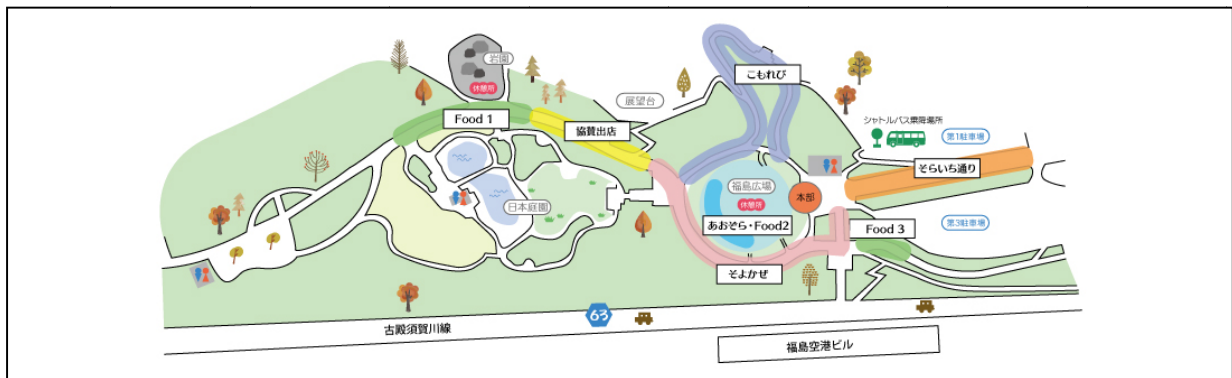 岩園
休憩所
こもれび
展望台
Food 1
協賛出店
シャトルバス乗降場所
第1駐車場
そらいち通り
福島広場
休憩所
本部
日本庭園
あおぞら・Food2
Food 3
第3駐車場
そよかぜ
63
古殿須賀川線
福島空港ビル